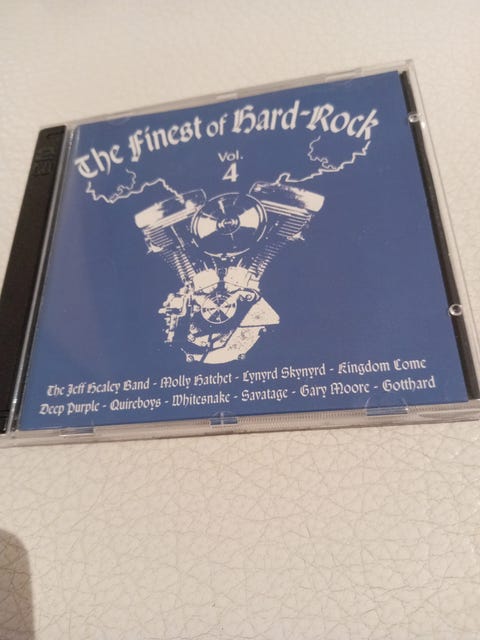 The Finest of Hard-Rock
Vol.
4
The Jeff Healey Band - Molly Hatchet - Lynyrd Skynyrd - Kingdom Come
Deep Purple - Quireboys - Whitesnake - Savatage - Gary Moore - Gotthard